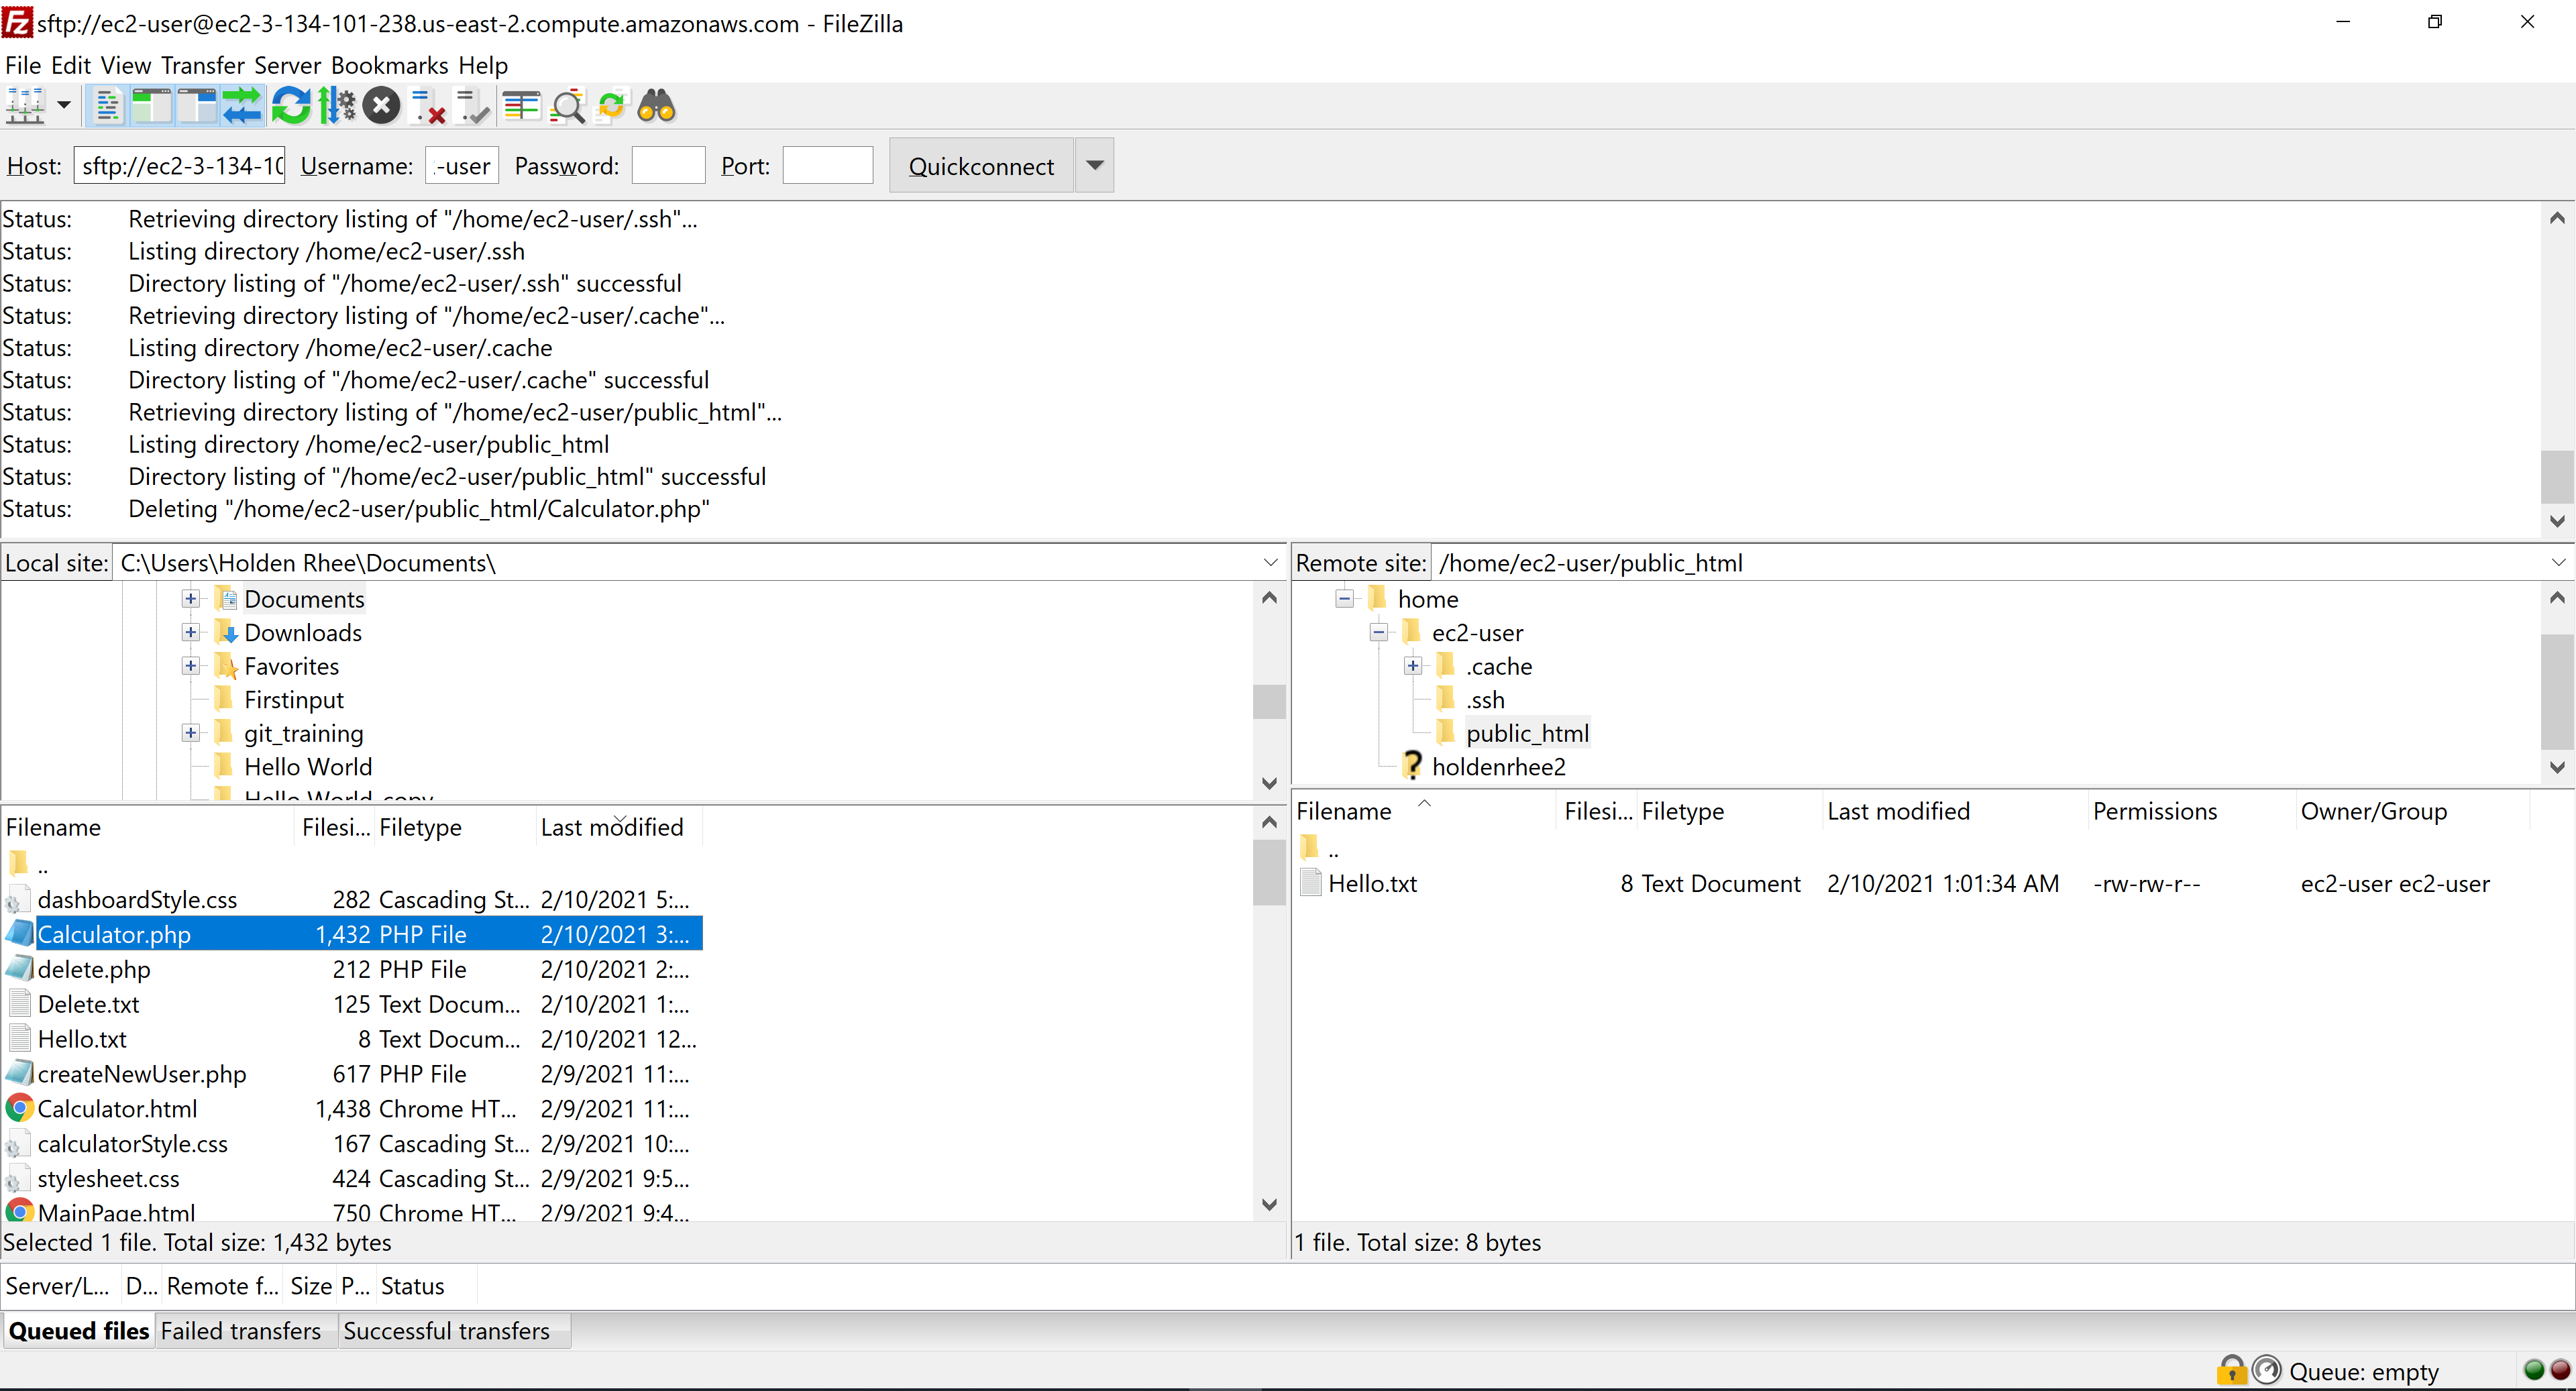 sftp://ec2-user@ec2-3-134-101-238.us-east-2.compute.amazonaws.com - FileZilla
File Edit View Transfer Server Bookmarks Help
Host: sftp://ec2-3-134-10 Username: -user Password: Port: Quickconnect
Status: Retrieving directory listing of "/home/ec2-user/.ssh"...
Status: Listing directory /home/ec2-user/.ssh
Status: Directory listing of "/home/ec2-user/.ssh" successful
Status: Retrieving directory listing of "/home/ec2-user/.cache"...
Status: Listing directory /home/ec2-user/.cache
Status: Directory listing of "/home/ec2-user/.cache" successful
Status: Retrieving directory listing of "/home/ec2-user/public_html"...
Status: Listing directory /home/ec2-user/public_html
Status: Directory listing of "/home/ec2-user/public_html" successful
Status: Deleting "/home/ec2-user/public_html/Calculator.php"
Local site: C:\Users\Holden Rhee\Documents\
Documents
Downloads
Favorites
Firstinput
git_training
Hello World
Hello World copy
Filename Filesi... Filetype Last modified
..
dashboardStyle.css 282 Cascading St... 2/10/2021 5:...
Calculator.php 1,432 PHP File 2/10/2021 3:...
delete.php 212 PHP File 2/10/2021 2:...
Delete.txt 125 Text Docum... 2/10/2021 1:...
Hello.txt 8 Text Docum... 2/10/2021 12...
createNewUser.php 617 PHP File 2/9/2021 11:...
Calculator.html 1,438 Chrome HT... 2/9/2021 11:...
calculatorStyle.css 167 Cascading St... 2/9/2021 10:...
stylesheet.css 424 Cascading St... 2/9/2021 9:5...
MainPage.html 750 Chrome HT... 2/9/2021 9:4...
Selected 1 file. Total size: 1,432 bytes
Remote site: /home/ec2-user/public_html
home
ec2-user
.cache
.ssh
public_html
holdenrhee2
Filename Filesi... Filetype Last modified Permissions Owner/Group
..
Hello.txt 8 Text Document 2/10/2021 1:01:34 AM -rw-rw-r-- ec2-user ec2-user
1 file. Total size: 8 bytes
Server/L... D... Remote f... Size P... Status
Queued files Failed transfers Successful transfers
Queue: empty